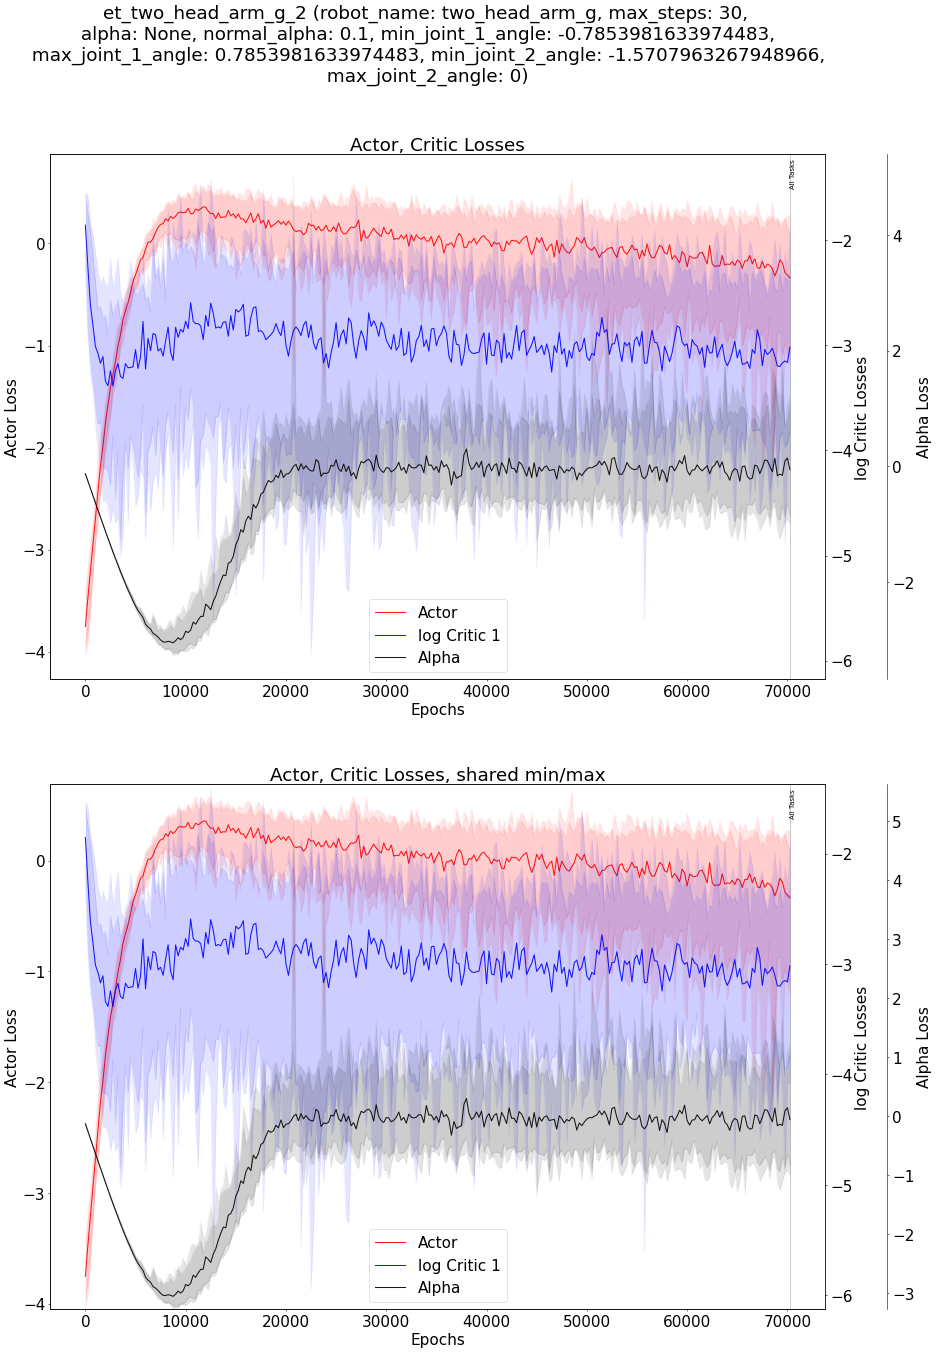 et_two_head_arm_g_2 (robot_name: two_head_arm_g, max_steps: 30,
alpha: None, normal_alpha: 0.1, min_joint_1_angle: -0.7853981633974483,
max_joint_1_angle: 0.7853981633974483, min_joint_2_angle: -1.5707963267948966,
max_joint_2_angle: 0)
Actor, Critic Losses
All Tasks
0
−1
−2
−3
−4
Actor Loss
−2
−3
−4
−5
−6
log Critic Losses
4
2
0
−2
Alpha Loss
Actor
log Critic 1
Alpha
0 10000 20000 30000 40000 50000 60000 70000
Epochs
Actor, Critic Losses, shared min/max
All Tasks
0
−1
−2
−3
−4
Actor Loss
−2
−3
−4
−5
−6
log Critic Losses
5
4
3
2
1
0
−1
−2
−3
Alpha Loss
Actor
log Critic 1
Alpha
0 10000 20000 30000 40000 50000 60000 70000
Epochs